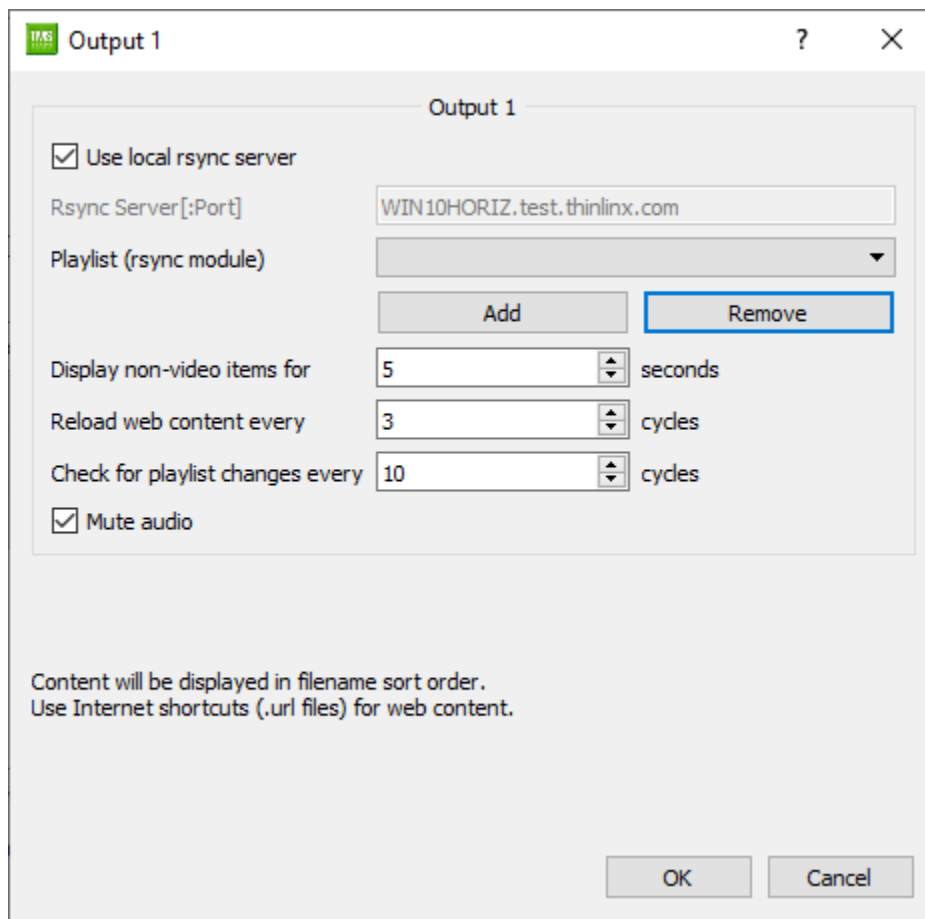 TMS
Output 1
?
Output 1
Use local rsync server
Rsync Server[:Port] WIN10HORIZ.test.thinlinx.com
Playlist (rsync module)
Add Remove
Display non-video items for 5 seconds
Reload web content every 3 cycles
Check for playlist changes every 10 cycles
Mute audio
Content will be displayed in filename sort order.
Use Internet shortcuts (.url files) for web content.
OK Cancel